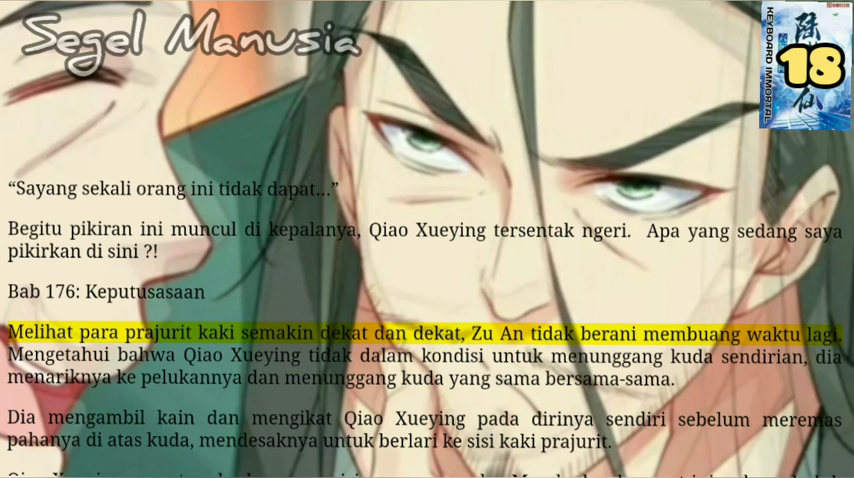 Segel Manusia
KEYBOARD IMMORTAL
18
“Sayang sekali orang ini tidak dapat...”
Begitu pikiran ini muncul di kepalanya, Qiao Xueying tersentak ngeri. Apa yang sedang saya
pikirkan di sini ?!
Bab 176: Keputusasaan
Melihat para prajurit kaki semakin dekat dan dekat, Zu An tidak berani membuang waktu lagi.
Mengetahui bahwa Qiao Xueying tidak dalam kondisi untuk menunggang kuda sendirian, dia
menariknya ke pelukannya dan menunggang kuda yang sama bersama-sama.
Dia mengambil kain dan mengikat Qiao Xueying pada dirinya sendiri sebelum meremas
pahanya di atas kuda, mendesaknya untuk berlari ke sisi kaki prajurit.